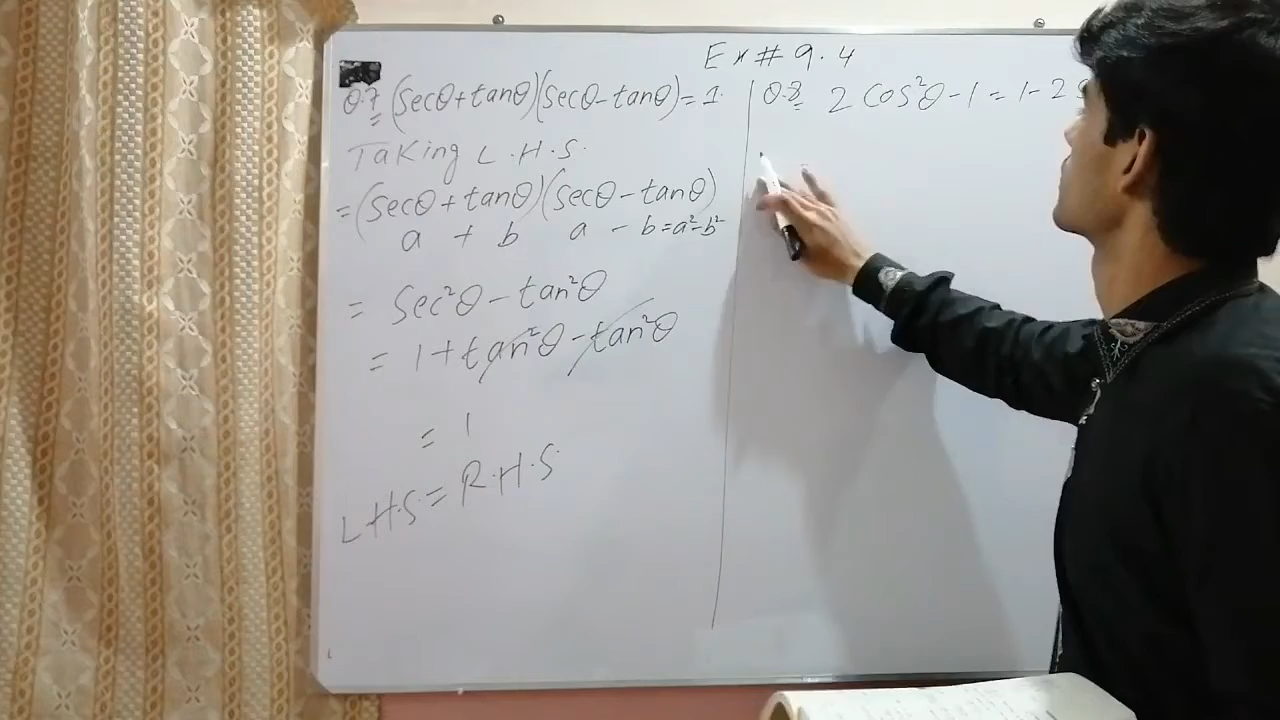 Ex # 9.4
Q.7 (secθ+tanθ)(secθ-tanθ)=1.
Taking L.H.S.
=(secθ+tanθ)(secθ-tanθ)
a + b a - b=a²-b²
= sec²θ-tan²θ
= 1+tan²θ-tan²θ
= 1
L.H.S=R.H.S
Q.8 2 cos²θ-1=1-2